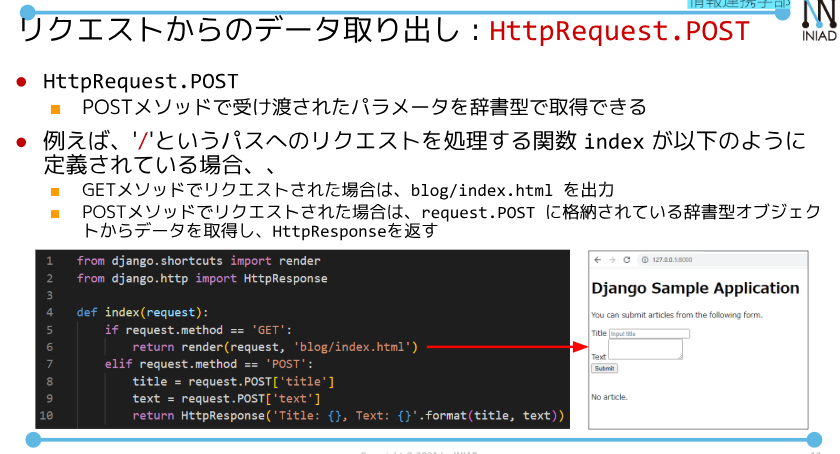 情報連携学部
リクエストからのデータ取り出し：HttpRequest.POST
INIAD
● HttpRequest.POST
■ POSTメソッドで受け渡されたパラメータを辞書型で取得できる
● 例えば、'/'というパスへのリクエストを処理する関数 index が以下のように
定義されている場合、、
■ GETメソッドでリクエストされた場合は、blog/index.html を出力
■ POSTメソッドでリクエストされた場合は、request.POST に格納されている辞書型オブジェク
トからデータを取得し、HttpResponseを返す
1 from django.shortcuts import render
2 from django.http import HttpResponse
3
4 def index(request):
5     if request.method == 'GET':
6         return render(request, 'blog/index.html')
7     elif request.method == 'POST':
8         title = request.POST['title']
9         text = request.POST['text']
10         return HttpResponse('Title: {}, Text: {}'.format(title, text))
127.0.0.1:8000
Django Sample Application
You can submit articles from the following form.
Title Input title
Text
Submit
No article.